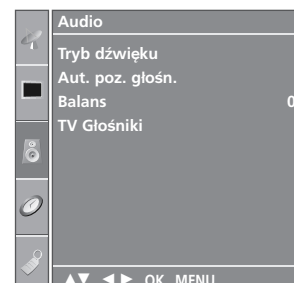 Audio
Tryb dźwięku
Aut. poz. głośn.
Balans 0
TV Głośniki
▲▼ ◄► OK MENU